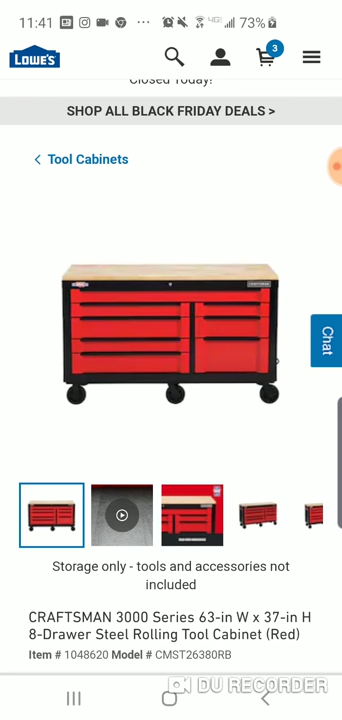 11:41
4G
73%
LOWE'S
3
Closed Today!
SHOP ALL BLACK FRIDAY DEALS >
Tool Cabinets
Chat
Storage only - tools and accessories not
included
CRAFTSMAN 3000 Series 63-in W x 37-in H
8-Drawer Steel Rolling Tool Cabinet (Red)
Item # 1048620 Model # CMST26380RB
DU RECORDER